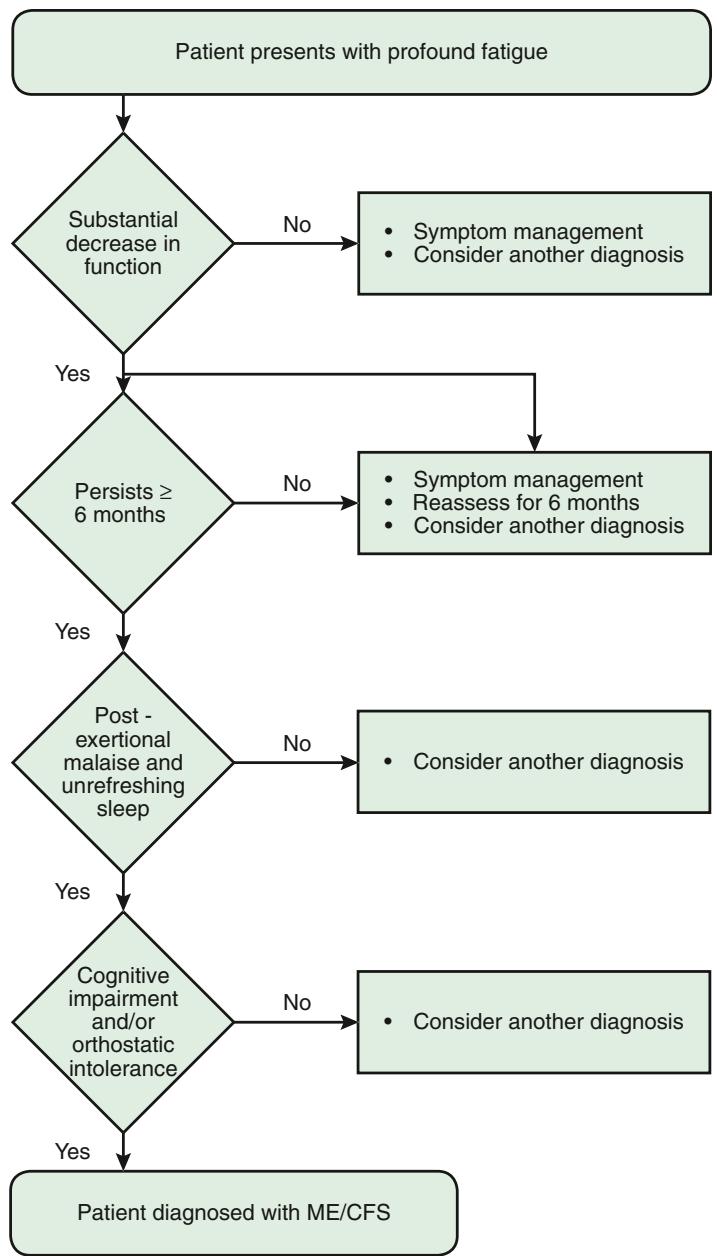 Patient presents with profound fatigue
Substantial
decrease in
function
No
• Symptom management
• Consider another diagnosis
Yes
Persists ≥
6 months
No
• Symptom management
• Reassess for 6 months
• Consider another diagnosis
Yes
Post -
exertional
malaise and
unrefreshing
sleep
No
• Consider another diagnosis
Yes
Cognitive
impairment
and/or
orthostatic
intolerance
No
• Consider another diagnosis
Yes
Patient diagnosed with ME/CFS